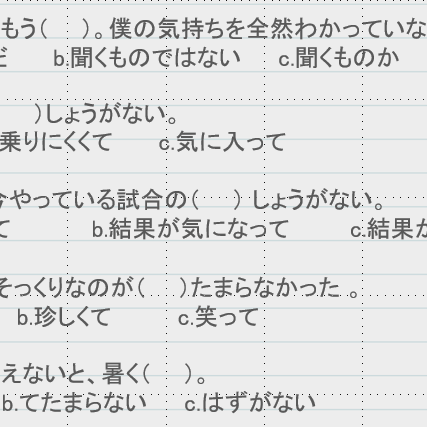 もう(　)。僕の気持ちを全然わかっていな
だ　b.聞くものではない　c.聞くものか
)しょうがない。
乗りにくくて　c.気に入って
今やっている試合の(　)しょうがない。
て　b.結果が気になって　c.結果が
そっくりなのが(　)たまらなかった。
b.珍しくて　c.笑って
えないと、暑く(　)。
b.てたまらない　c.はずがない